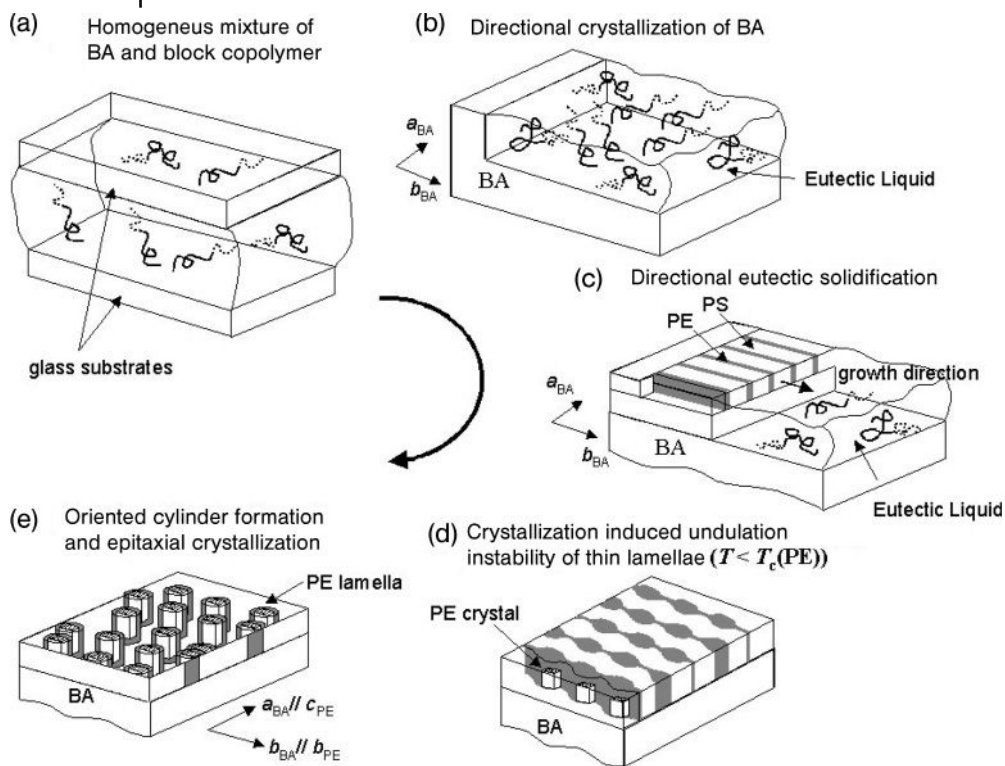 (a)
Homogeneus mixture of
BA and block copolymer
glass substrates
(b)
Directional crystallization of BA
a_BA
b_BA
BA
Eutectic Liquid
(c)
Directional eutectic solidification
PS
PE
growth direction
a_BA
b_BA
BA
Eutectic Liquid
(e)
Oriented cylinder formation
and epitaxial crystallization
PE lamella
BA
a_BA// c_PE
b_BA// b_PE
(d)
Crystallization induced undulation
instability of thin lamellae (T < T_c(PE))
PE crystal
BA